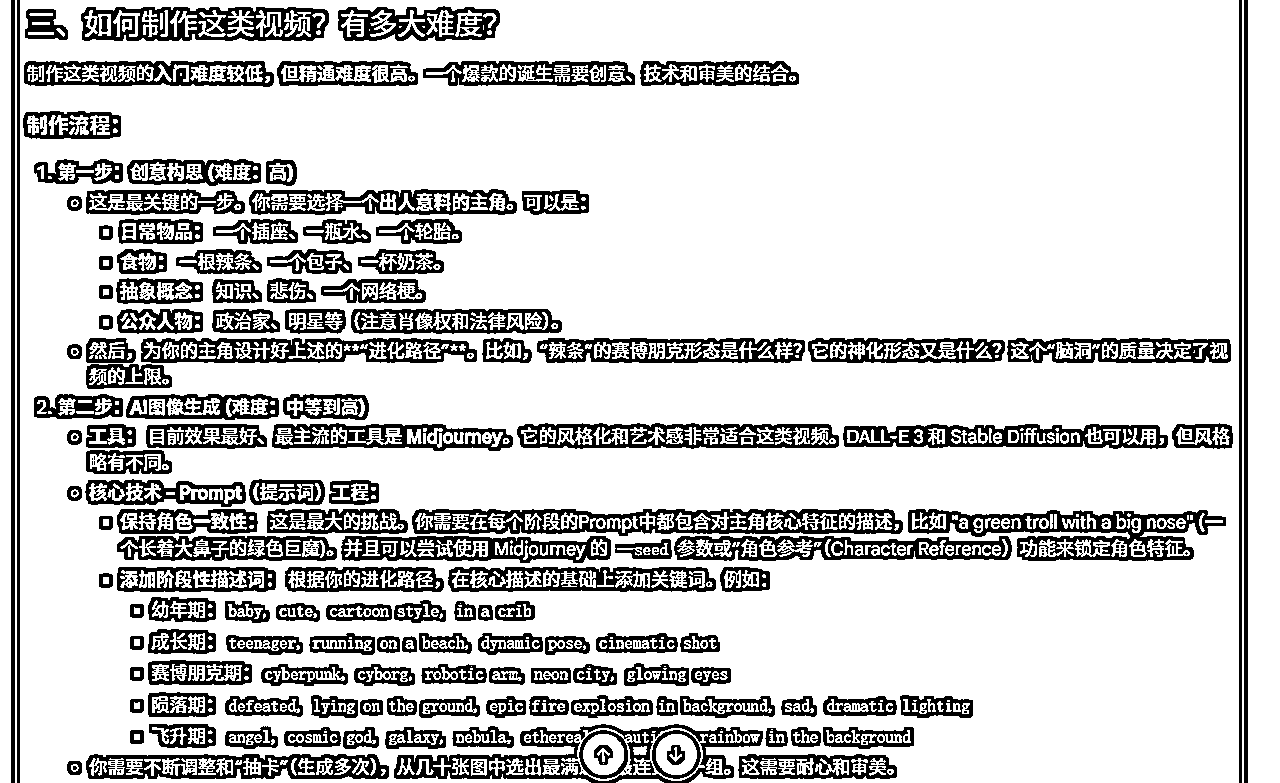 三、如何制作这类视频？有多大难度？
制作这类视频的入门难度较低，但精通难度很高。一个爆款的诞生需要创意、技术和审美的结合。
制作流程：
1. 第一步：创意构思 (难度：高)
这是最关键的一步。你需要选择一个出人意料的主角。可以是：
日常物品：一个插座、一瓶水、一个轮胎。
食物：一根辣条、一个包子、一杯奶茶。
抽象概念：知识、悲伤、一个网络梗。
公众人物：政治家、明星等（注意肖像权和法律风险）。
然后，为你的主角设计好上述的**“进化路径”**。比如，“辣条”的赛博朋克形态是什么样？它的神化形态又是什么？这个“脑洞”的质量决定了视
频的上限。
2. 第二步：AI图像生成 (难度：中等到高)
工具：目前效果最好、最主流的工具是 Midjourney。它的风格化和艺术感非常适合这类视频。DALL-E 3 和 Stable Diffusion 也可以用，但风格
略有不同。
核心技术 - Prompt（提示词）工程：
保持角色一致性：这是最大的挑战。你需要在每个阶段的Prompt中都包含对主角核心特征的描述，比如 "a green troll with a big nose" (一
个长着大鼻子的绿色巨魔)。并且可以尝试使用 Midjourney 的 —seed 参数或“角色参考”（Character Reference）功能来锁定角色特征。
添加阶段性描述词：根据你的进化路径，在核心描述的基础上添加关键词。例如：
幼年期：baby, cute, cartoon style, in a crib
成长期：teenager, running on a beach, dynamic pose, cinematic shot
赛博朋克期：cyberpunk, cyborg, robotic arm, neon city, glowing eyes
陨落期：defeated, lying on the ground, epic fire explosion in background, sad, dramatic lighting
飞升期：angel, cosmic god, galaxy, nebula, rainbow in the background
你需要不断调整和“抽卡”（生成多次），从几十张图中选出最满 组。这需要耐心和审美。